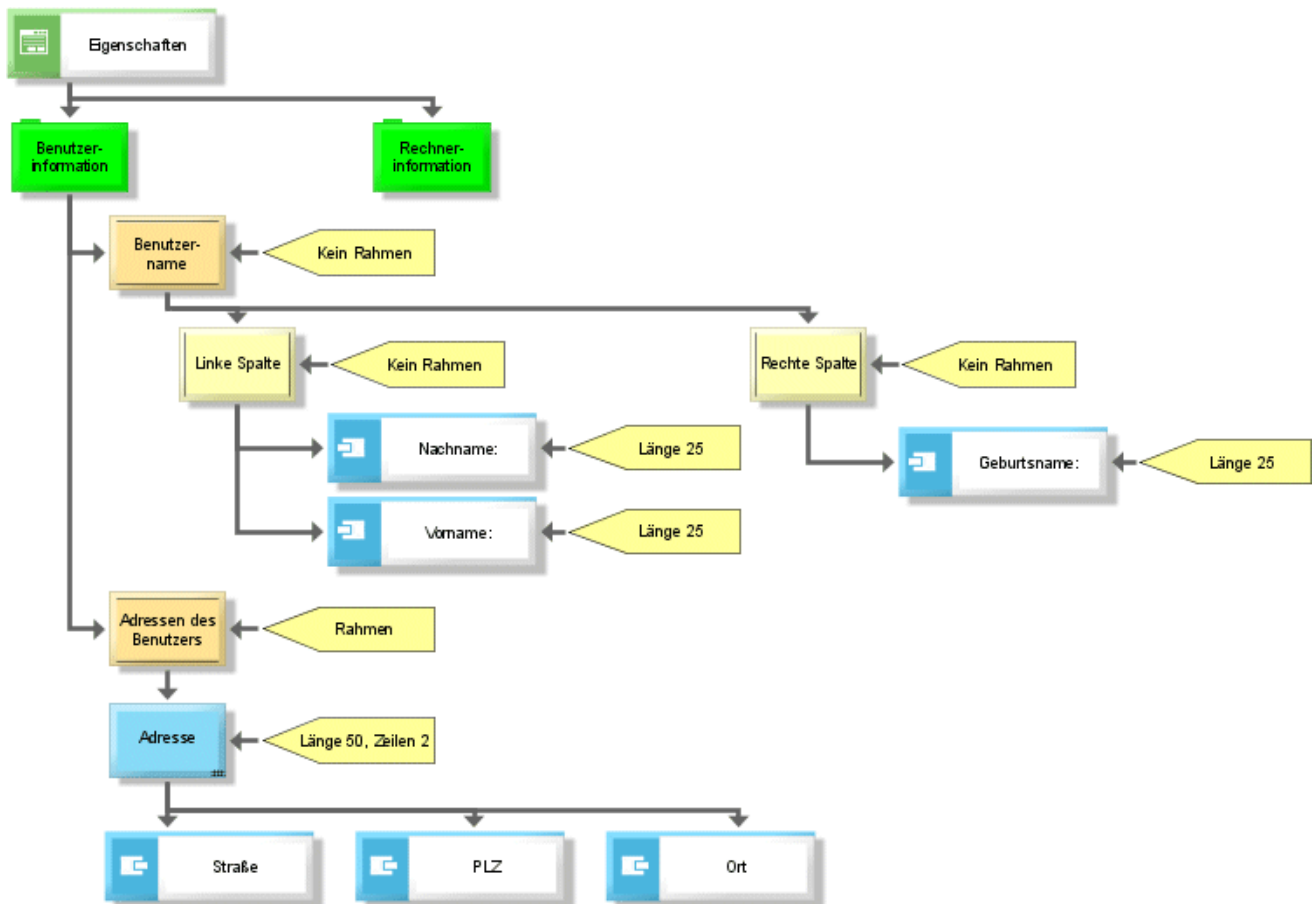 Eigenschaften
Benutzer-
information
Rechner-
information
Benutzer-
name
Kein Rahmen
Linke Spalte
Kein Rahmen
Rechte Spalte
Kein Rahmen
Nachname:
Länge 25
Geburtsname:
Länge 25
Vorname:
Länge 25
Adressen des
Benutzers
Rahmen
Adresse
Länge 50, Zeilen 2
Straße
PLZ
Ort